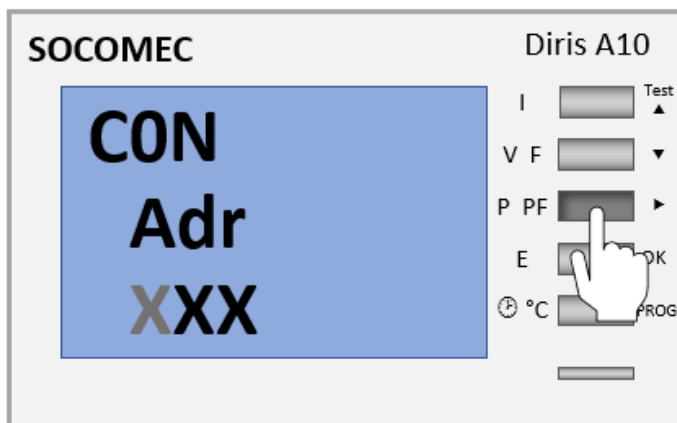 SOCOMEC
Diris A10
C0N
Adr
XXX
I
Test
▲
V F
▼
P PF
►
E
OK
°C
PROG